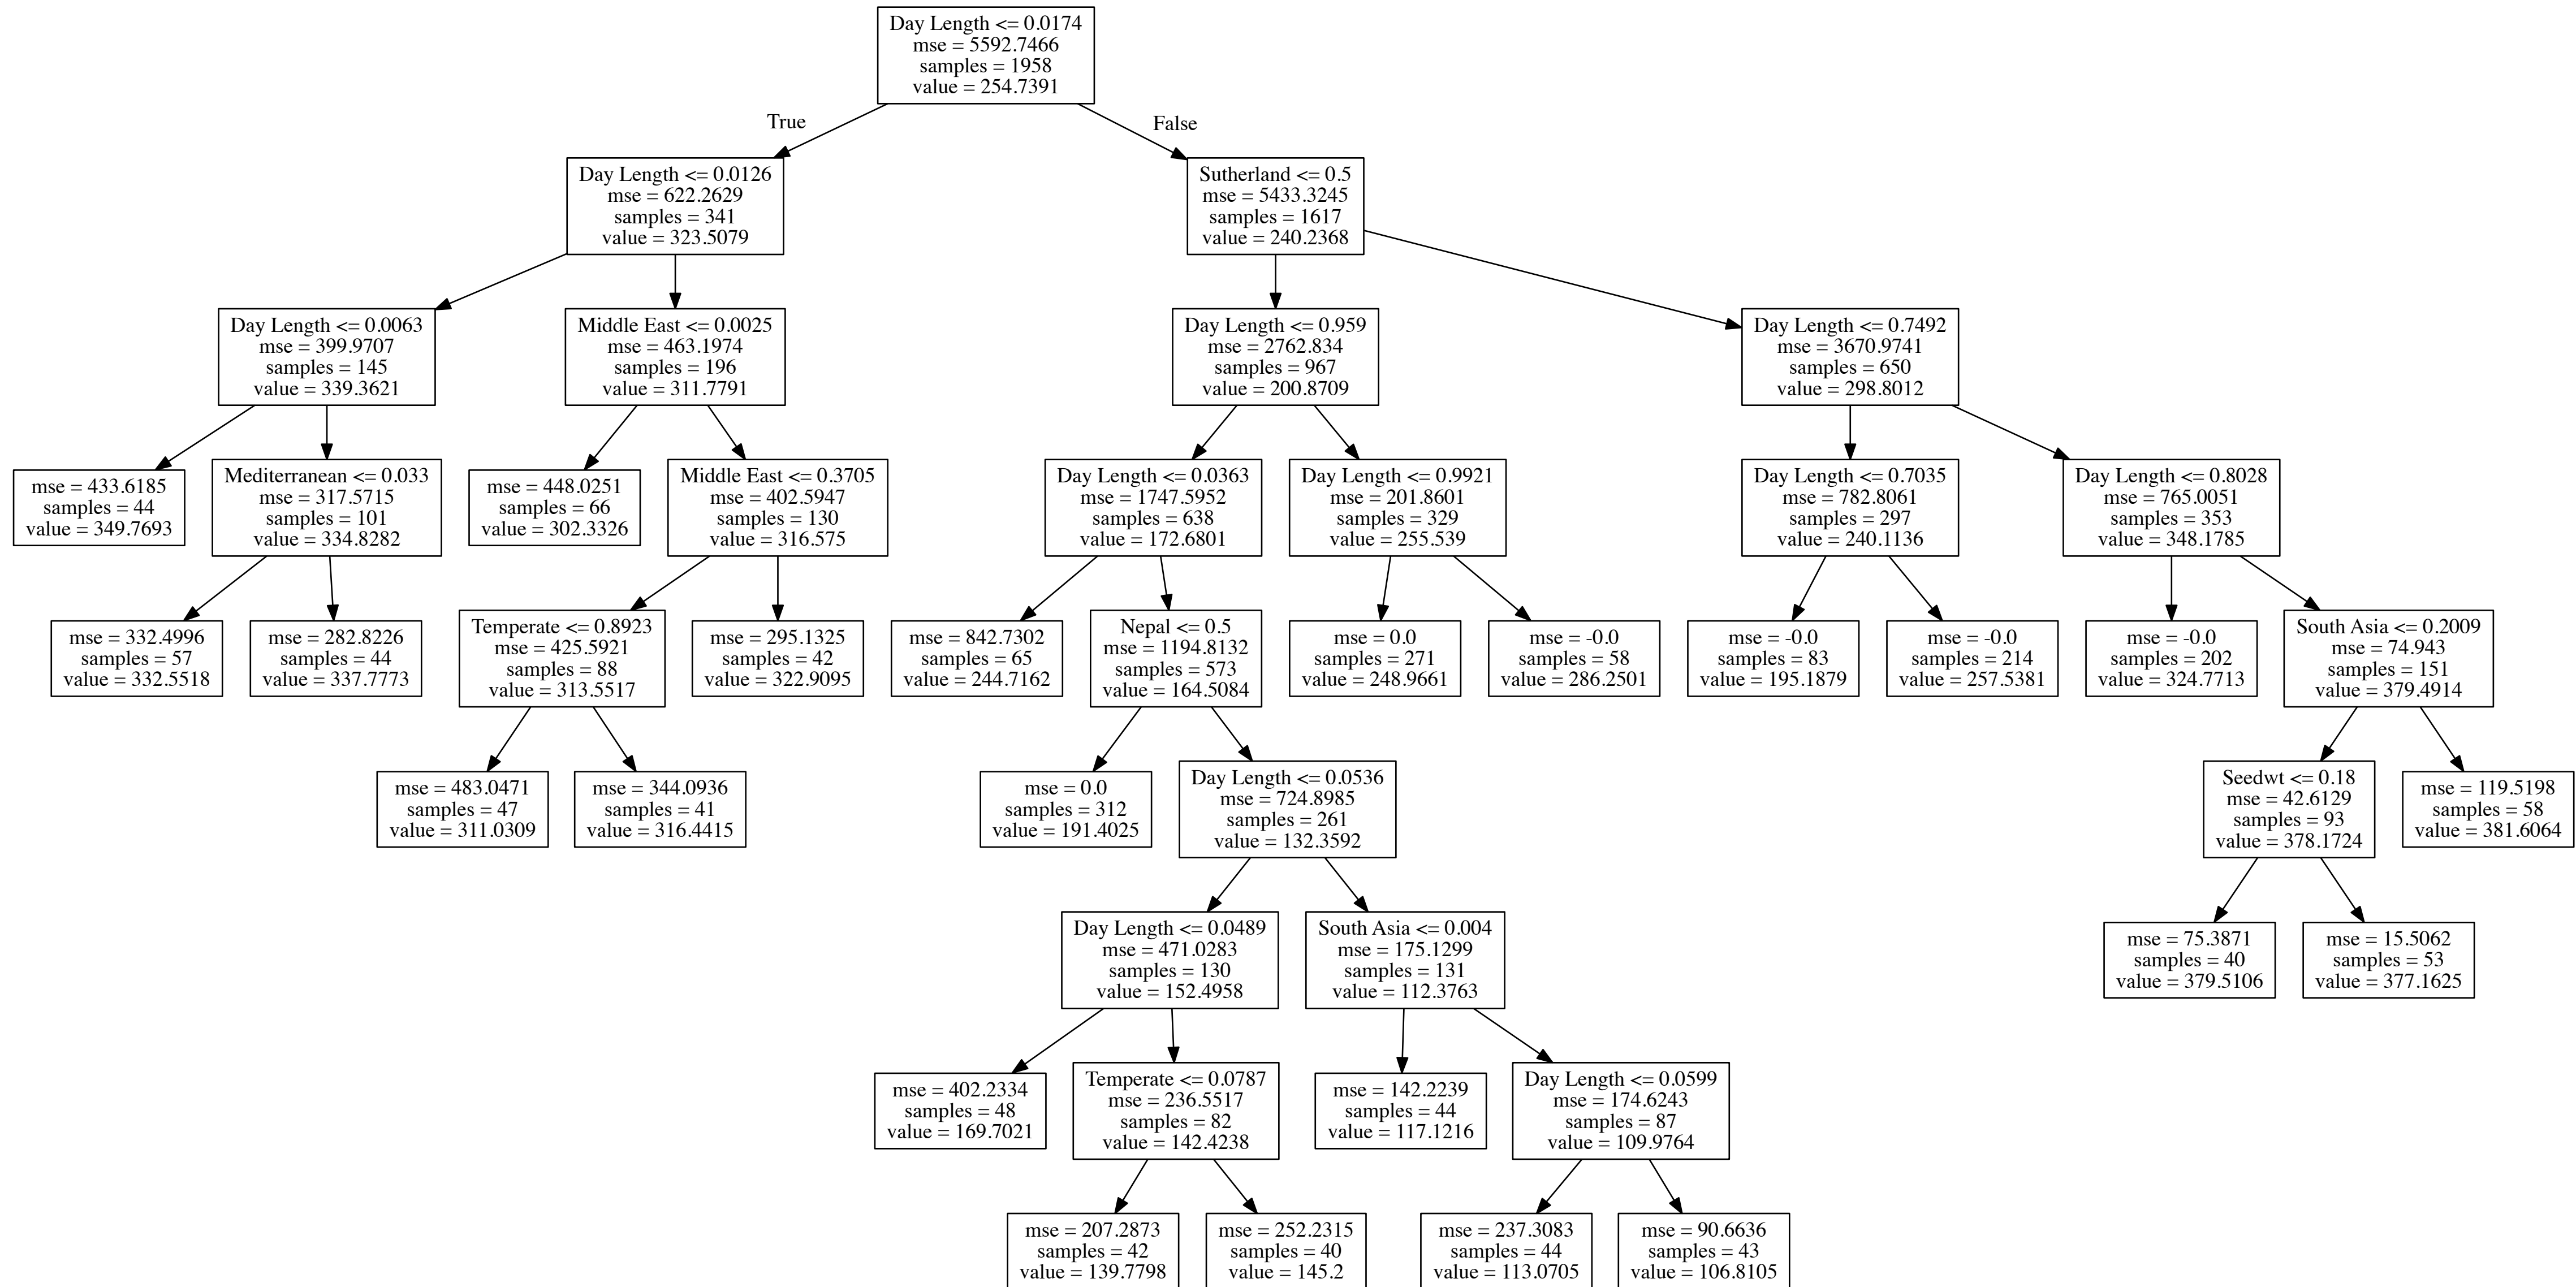 Day Length <= 0.0174
mse = 5592.7466
samples = 1958
value = 254.7391
True
False
Day Length <= 0.0126
mse = 622.2629
samples = 341
value = 323.5079
Sutherland <= 0.5
mse = 5433.3245
samples = 1617
value = 240.2368
Day Length <= 0.0063
mse = 399.9707
samples = 145
value = 339.3621
Middle East <= 0.0025
mse = 463.1974
samples = 196
value = 311.7791
Day Length <= 0.959
mse = 2762.834
samples = 967
value = 200.8709
Day Length <= 0.7492
mse = 3670.9741
samples = 650
value = 298.8012
mse = 433.6185
samples = 44
value = 349.7693
Mediterranean <= 0.033
mse = 317.5715
samples = 101
value = 334.8282
mse = 448.0251
samples = 66
value = 302.3326
Middle East <= 0.3705
mse = 402.5947
samples = 130
value = 316.575
Day Length <= 0.0363
mse = 1747.5952
samples = 638
value = 172.6801
Day Length <= 0.9921
mse = 201.8601
samples = 329
value = 255.539
Day Length <= 0.7035
mse = 782.8061
samples = 297
value = 240.1136
Day Length <= 0.8028
mse = 765.0051
samples = 353
value = 348.1785
mse = 332.4996
samples = 57
value = 332.5518
mse = 282.8226
samples = 44
value = 337.7773
Temperate <= 0.8923
mse = 425.5921
samples = 88
value = 313.5517
mse = 295.1325
samples = 42
value = 322.9095
mse = 842.7302
samples = 65
value = 244.7162
Nepal <= 0.5
mse = 1194.8132
samples = 573
value = 164.5084
mse = 0.0
samples = 271
value = 248.9661
mse = -0.0
samples = 58
value = 286.2501
mse = -0.0
samples = 83
value = 195.1879
mse = -0.0
samples = 214
value = 257.5381
mse = -0.0
samples = 202
value = 324.7713
South Asia <= 0.2009
mse = 74.943
samples = 151
value = 379.4914
mse = 483.0471
samples = 47
value = 311.0309
mse = 344.0936
samples = 41
value = 316.4415
mse = 0.0
samples = 312
value = 191.4025
Day Length <= 0.0536
mse = 724.8985
samples = 261
value = 132.3592
Seedwt <= 0.18
mse = 42.6129
samples = 93
value = 378.1724
mse = 119.5198
samples = 58
value = 381.6064
Day Length <= 0.0489
mse = 471.0283
samples = 130
value = 152.4958
South Asia <= 0.004
mse = 175.1299
samples = 131
value = 112.3763
mse = 75.3871
samples = 40
value = 379.5106
mse = 15.5062
samples = 53
value = 377.1625
mse = 402.2334
samples = 48
value = 169.7021
Temperate <= 0.0787
mse = 236.5517
samples = 82
value = 142.4238
mse = 142.2239
samples = 44
value = 117.1216
Day Length <= 0.0599
mse = 174.6243
samples = 87
value = 109.9764
mse = 207.2873
samples = 42
value = 139.7798
mse = 252.2315
samples = 40
value = 145.2
mse = 237.3083
samples = 44
value = 113.0705
mse = 90.6636
samples = 43
value = 106.8105